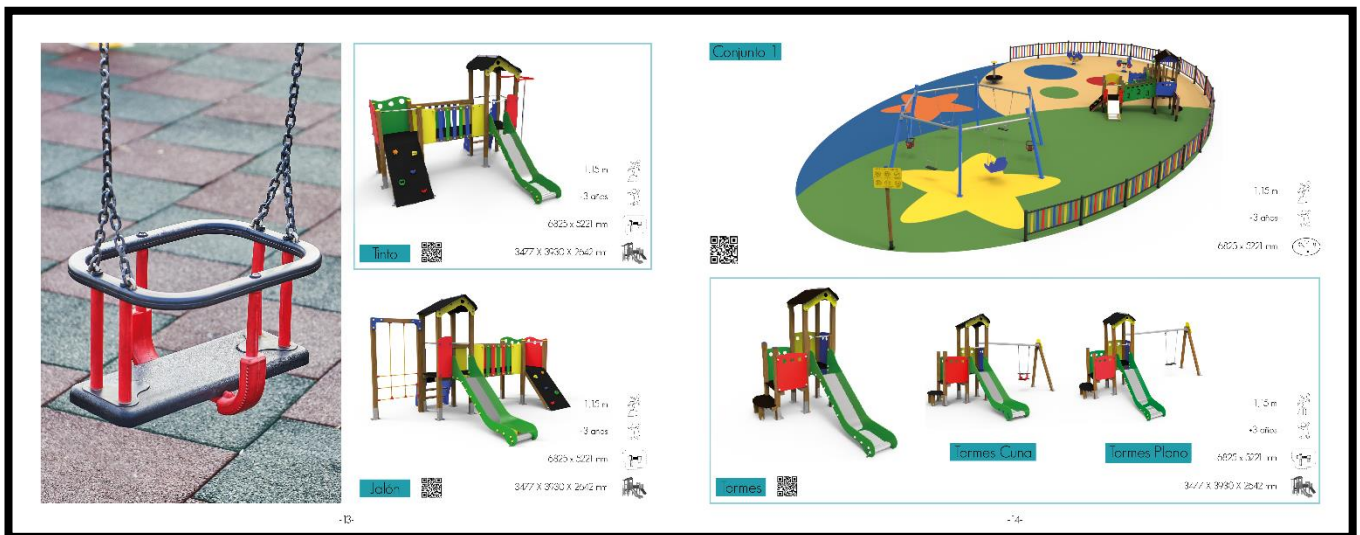 1,15 m
+3 años
6825 x 5221 mm
Tinto
3477 X 3930 X 2642 mm
1,15 m
+3 años
6825 x 5221 mm
Jalón
3477 X 3930 X 2642 mm
-13-
Conjunto 1
1,15 m
+3 años
6825 x 5221 mm
1,15 m
+3 años
Tormes Cuna
Tormes Plano
6825 x 5221 mm
Tormes
3477 X 3930 X 2642 mm
-14-